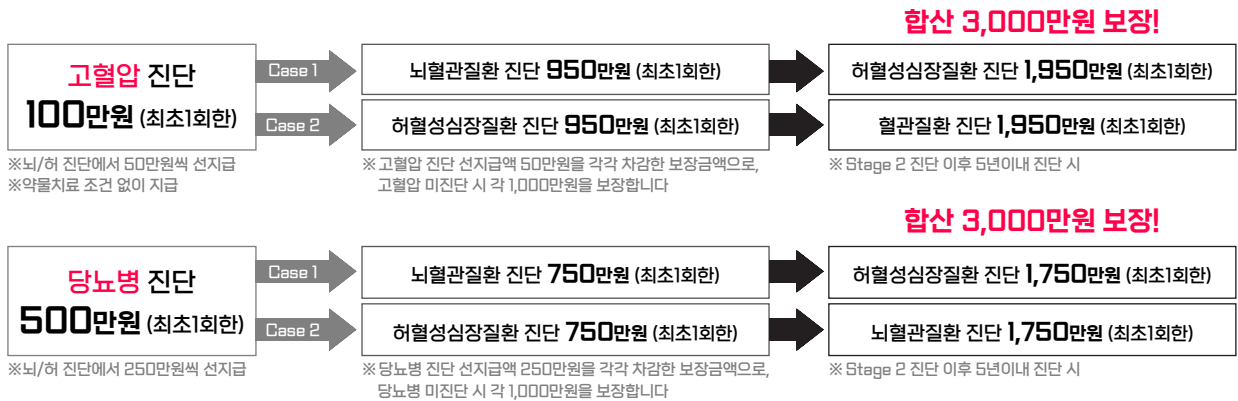 합산 3,000만원 보장!
고혈압 진단
100만원 (최초1회한)
※뇌/허 진단에서 50만원씩 선지급
※약물치료 조건 없이 지급
Case 1
뇌혈관질환 진단 950만원 (최초1회한)
허혈성심장질환 진단 1,950만원 (최초1회한)
Case 2
허혈성심장질환 진단 950만원 (최초1회한)
혈관질환 진단 1,950만원 (최초1회한)
※ 고혈압 진단 선지급액 50만원을 각각 차감한 보장금액으로,
고혈압 미진단 시 각 1,000만원을 보장합니다
※ Stage 2 진단 이후 5년이내 진단 시
합산 3,000만원 보장!
당뇨병 진단
500만원 (최초1회한)
※뇌/허 진단에서 250만원씩 선지급
Case 1
뇌혈관질환 진단 750만원 (최초1회한)
허혈성심장질환 진단 1,750만원 (최초1회한)
Case 2
허혈성심장질환 진단 750만원 (최초1회한)
뇌혈관질환 진단 1,750만원 (최초1회한)
※ 당뇨병 진단 선지급액 250만원을 각각 차감한 보장금액으로,
당뇨병 미진단 시 각 1,000만원을 보장합니다
※ Stage 2 진단 이후 5년이내 진단 시